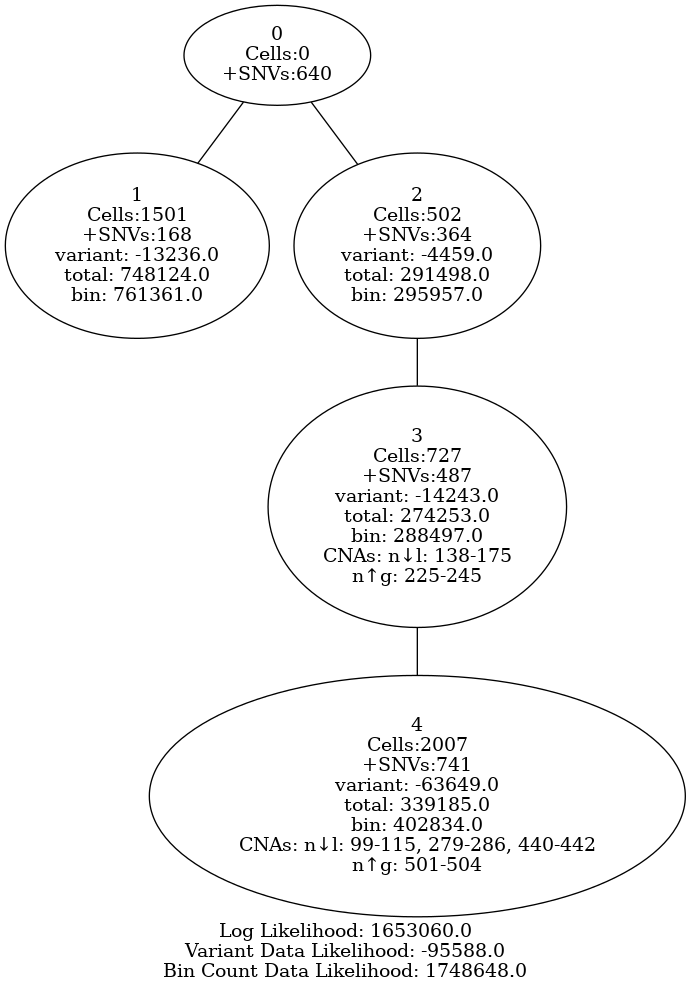 0
Cells:0
+SNVs:640
1
Cells:1501
+SNVs:168
variant: -13236.0
total: 748124.0
bin: 761361.0
2
Cells:502
+SNVs:364
variant: -4459.0
total: 291498.0
bin: 295957.0
3
Cells:727
+SNVs:487
variant: -14243.0
total: 274253.0
bin: 288497.0
CNAs: n↓l: 138-175
n↑g: 225-245
4
Cells:2007
+SNVs:741
variant: -63649.0
total: 339185.0
bin: 402834.0
CNAs: n↓l: 99-115, 279-286, 440-442
n↑g: 501-504
Log Likelihood: 1653060.0
Variant Data Likelihood: -95588.0
Bin Count Data Likelihood: 1748648.0